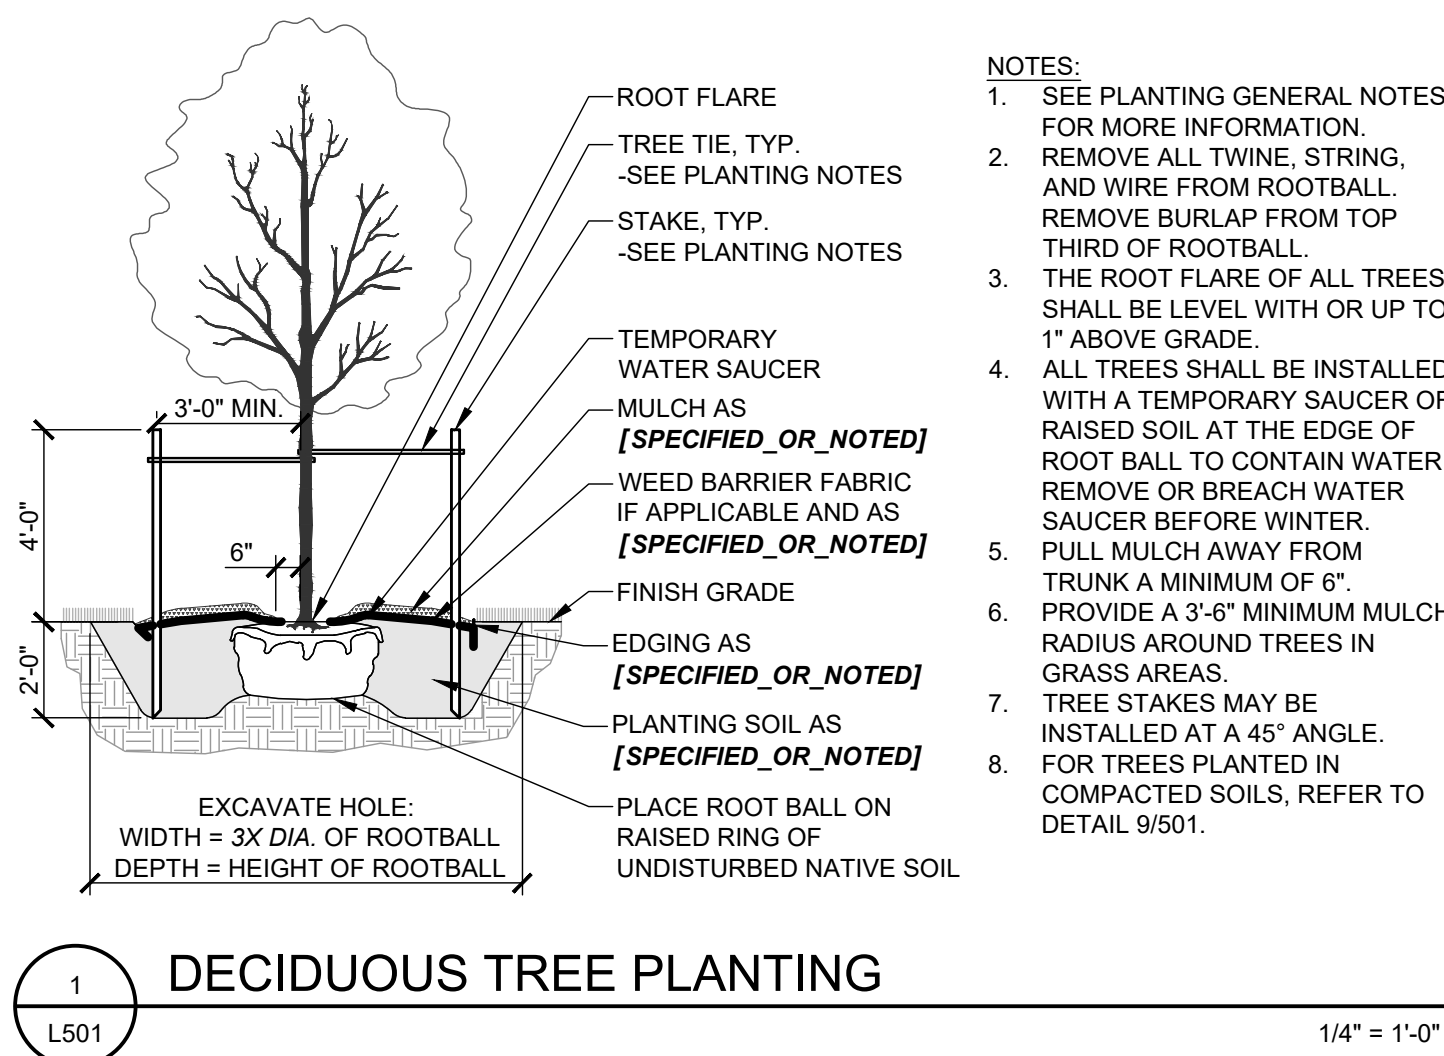 ROOT FLARE
TREE TIE, TYP.
-SEE PLANTING NOTES
STAKE, TYP.
-SEE PLANTING NOTES
TEMPORARY
WATER SAUCER
MULCH AS
[SPECIFIED_OR_NOTED]
WEED BARRIER FABRIC
IF APPLICABLE AND AS
[SPECIFIED_OR_NOTED]
FINISH GRADE
EDGING AS
[SPECIFIED_OR_NOTED]
PLANTING SOIL AS
[SPECIFIED_OR_NOTED]
PLACE ROOT BALL ON
RAISED RING OF
UNDISTURBED NATIVE SOIL
3'-0" MIN.
4'-0"
6"
2'-0"
EXCAVATE HOLE:
WIDTH = 3X DIA. OF ROOTBALL
DEPTH = HEIGHT OF ROOTBALL
NOTES:
1. SEE PLANTING GENERAL NOTES
FOR MORE INFORMATION.
2. REMOVE ALL TWINE, STRING,
AND WIRE FROM ROOTBALL.
REMOVE BURLAP FROM TOP
THIRD OF ROOTBALL.
3. THE ROOT FLARE OF ALL TREES
SHALL BE LEVEL WITH OR UP TO
1" ABOVE GRADE.
4. ALL TREES SHALL BE INSTALLED
WITH A TEMPORARY SAUCER OF
RAISED SOIL AT THE EDGE OF
ROOT BALL TO CONTAIN WATER
REMOVE OR BREACH WATER
SAUCER BEFORE WINTER.
5. PULL MULCH AWAY FROM
TRUNK A MINIMUM OF 6".
6. PROVIDE A 3'-6" MINIMUM MULCH
RADIUS AROUND TREES IN
GRASS AREAS.
7. TREE STAKES MAY BE
INSTALLED AT A 45° ANGLE.
8. FOR TREES PLANTED IN
COMPACTED SOILS, REFER TO
DETAIL 9/501.
1
L501
DECIDUOUS TREE PLANTING
1/4" = 1'-0"